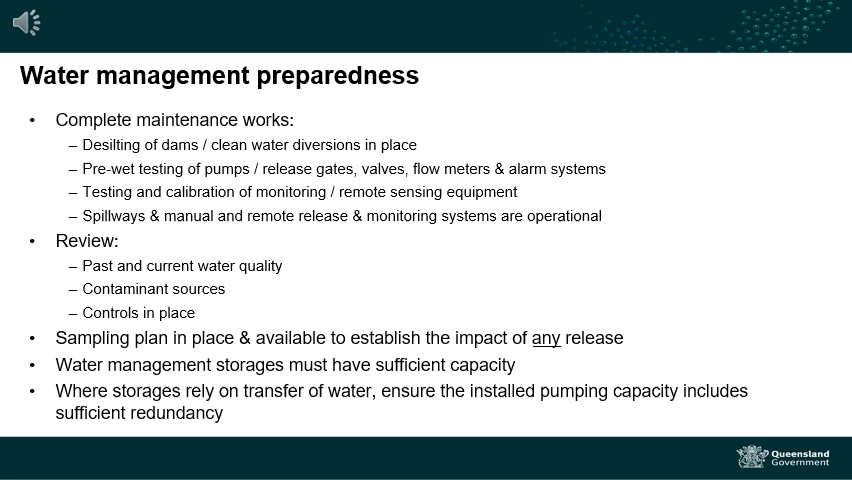 Water management preparedness
• Complete maintenance works:
– Desilting of dams / clean water diversions in place
– Pre-wet testing of pumps / release gates, valves, flow meters & alarm systems
– Testing and calibration of monitoring / remote sensing equipment
– Spillways & manual and remote release & monitoring systems are operational
• Review:
– Past and current water quality
– Contaminant sources
– Controls in place
• Sampling plan in place & available to establish the impact of any release
• Water management storages must have sufficient capacity
• Where storages rely on transfer of water, ensure the installed pumping capacity includes
sufficient redundancy
Queensland
Government